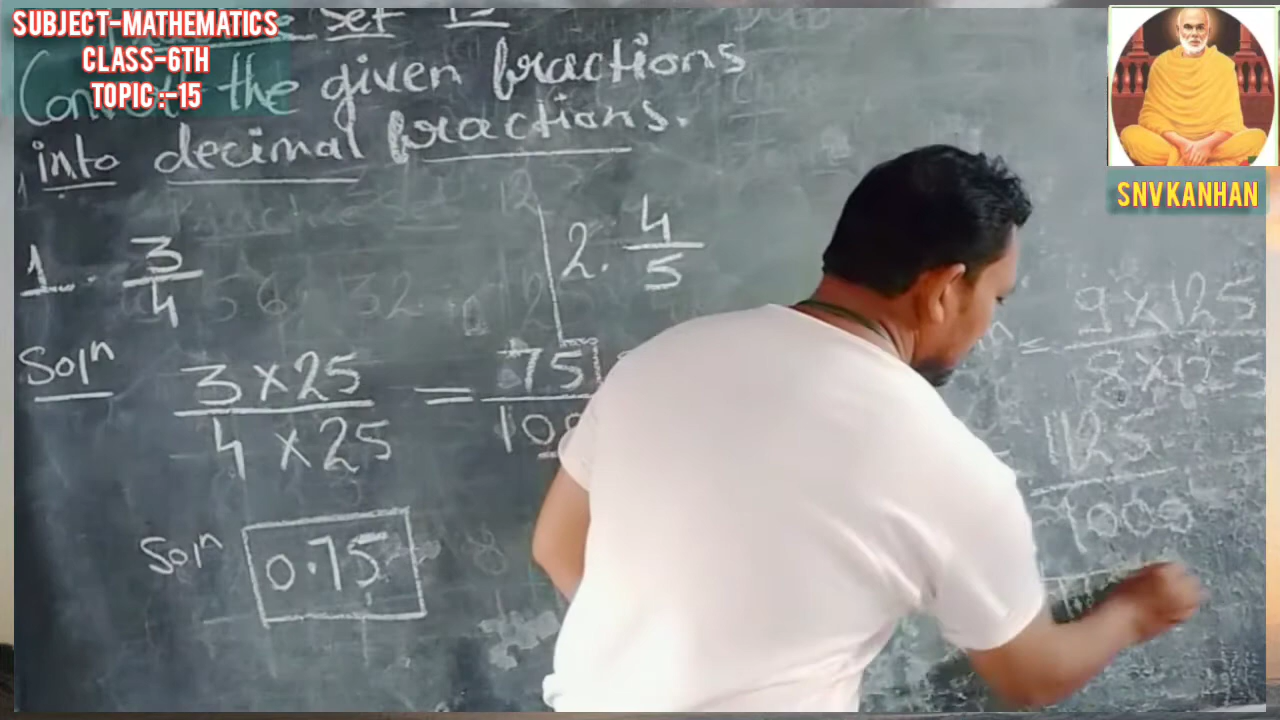 SUBJECT-MATHEMATICS
CLASS-6TH
TOPIC :-15
SNV KANHAN
Set
Convert the given fractions
into decimal fractions.
1. 3/4
2. 4/5
Solⁿ
3×25/4×25 = 75/100
Solⁿ 0.75
= 9×125/8×125
1125/1000